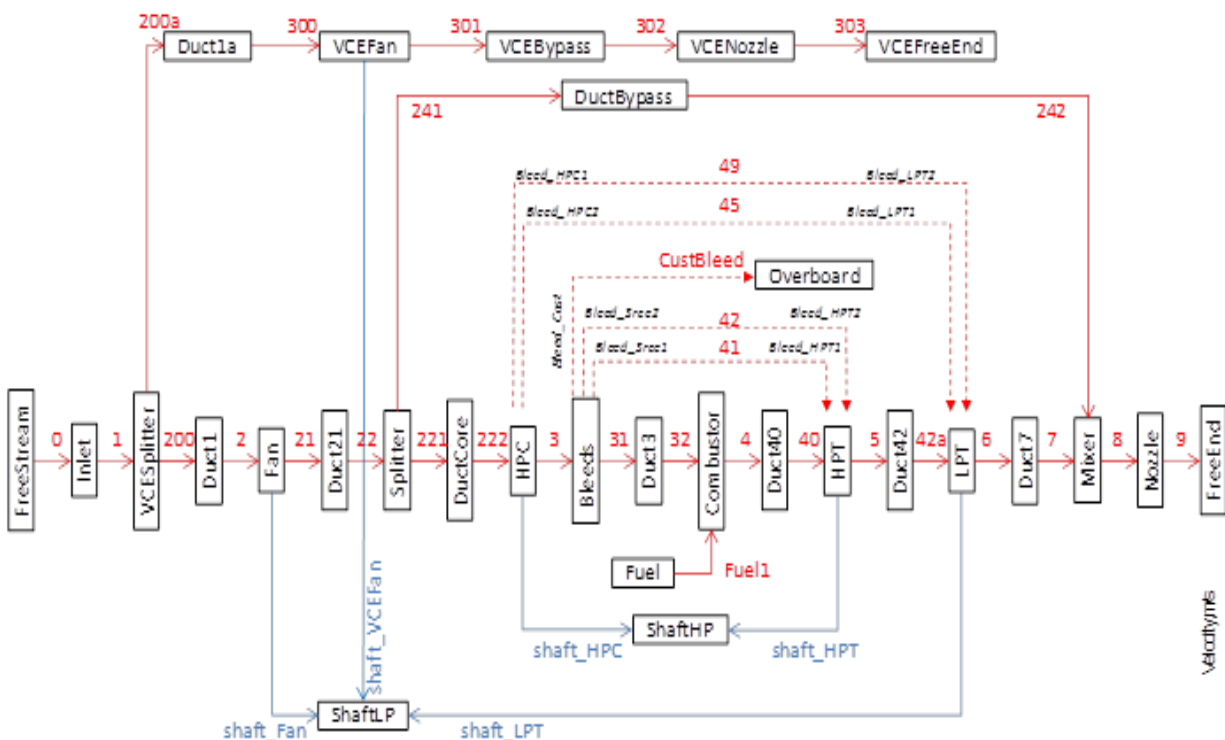 200a
Duct1a
300
VCEFan
301
VCEBypass
302
VCENozzle
303
VCEFreeEnd
241
DuctBypass
242
Bleed_HPC1
49
Bleed_LPT2
Bleed_HPC2
45
Bleed_LPT1
CustBleed
Overboard
Bleed_Cust
Bleed_Srce2
42
Bleed_HPT2
Bleed_Srce1
41
Bleed_HPT1
FreeStream
0
Inlet
1
VCESplitter
200
Duct1
2
Fan
21
Duct21
22
Splitter
221
DuctCore
222
HPC
3
Bleeds
31
Duct3
32
Combustor
4
Duct40
40
HPT
5
Duct42
42a
LPT
6
Duct7
7
Mixer
8
Nozzle
9
FreeEnd
Fuel
Fuel1
shaft_VCEFan
shaft_HPC
ShaftHP
shaft_HPT
Velocity,m/s
shaft_Fan
ShaftLP
shaft_LPT